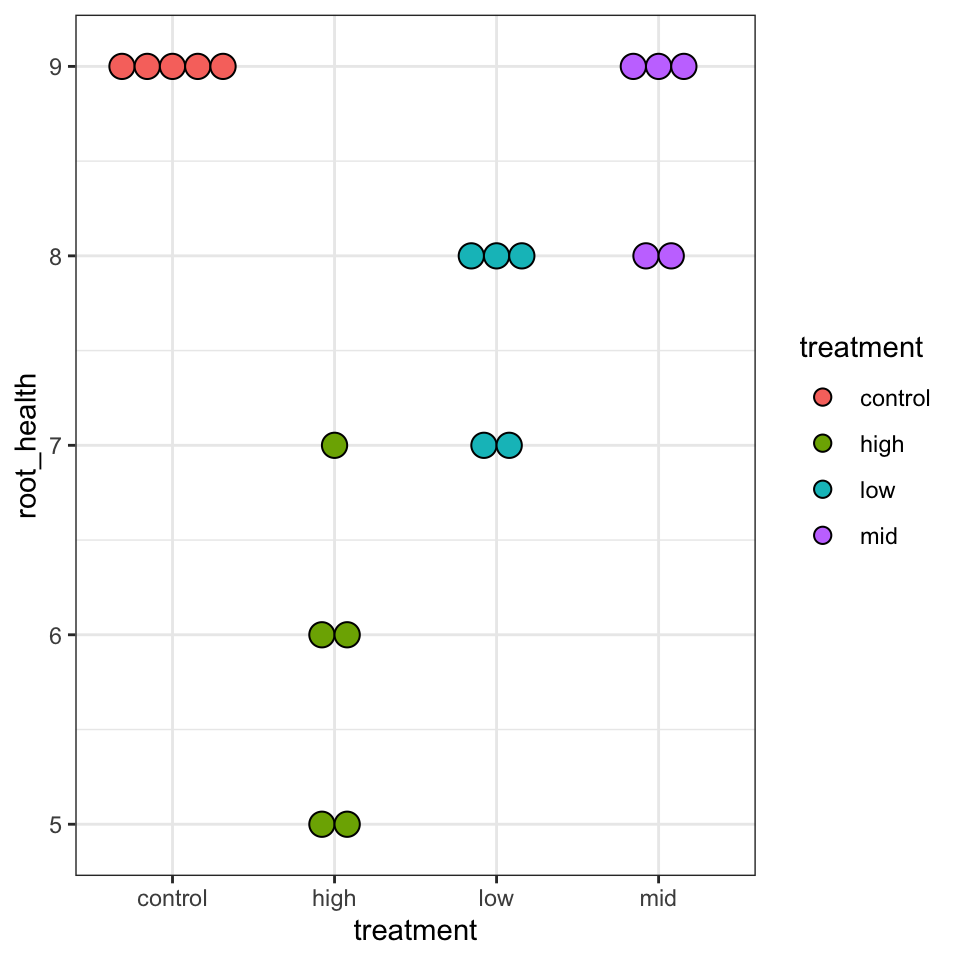 9
8
7
6
5
root_health
control high low mid
treatment
treatment
control
high
low
mid